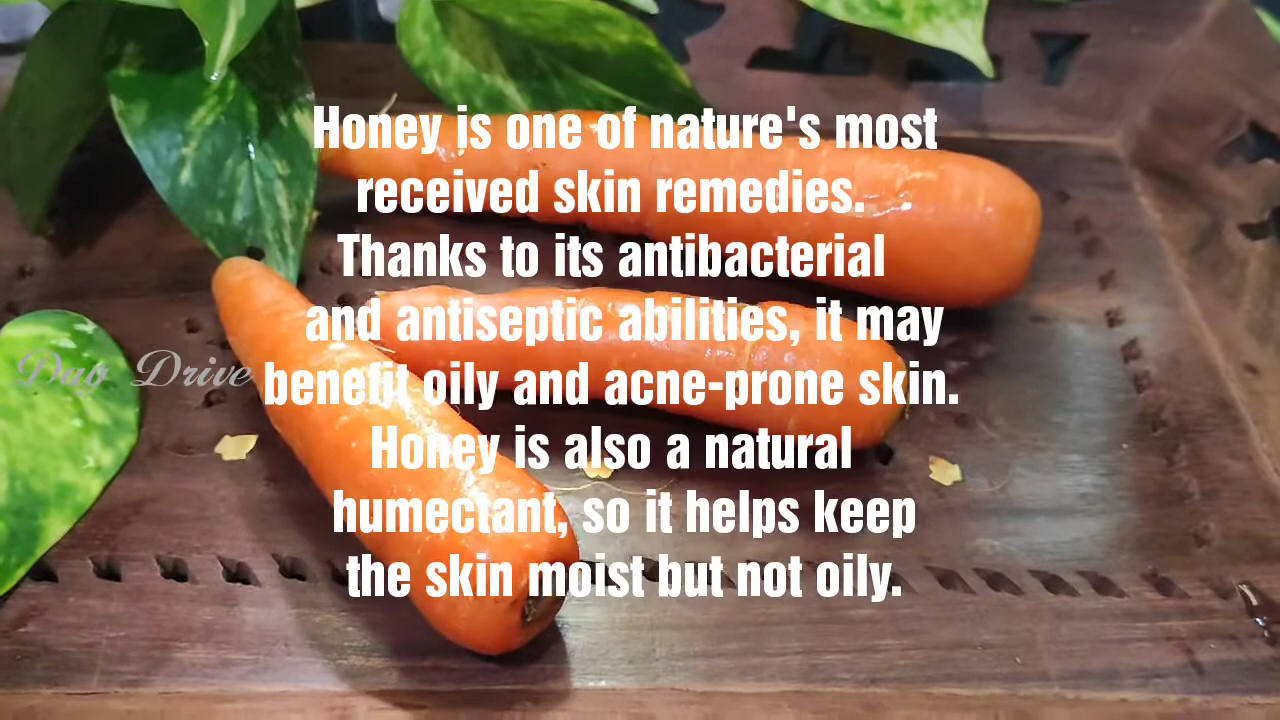 Honey is one of nature's most
received skin remedies.
Thanks to its antibacterial
and antiseptic abilities, it may
Drive
benefit oily and acne-prone skin.
Honey is also a natural
humectant, so it helps keep
the skin moist but not oily.